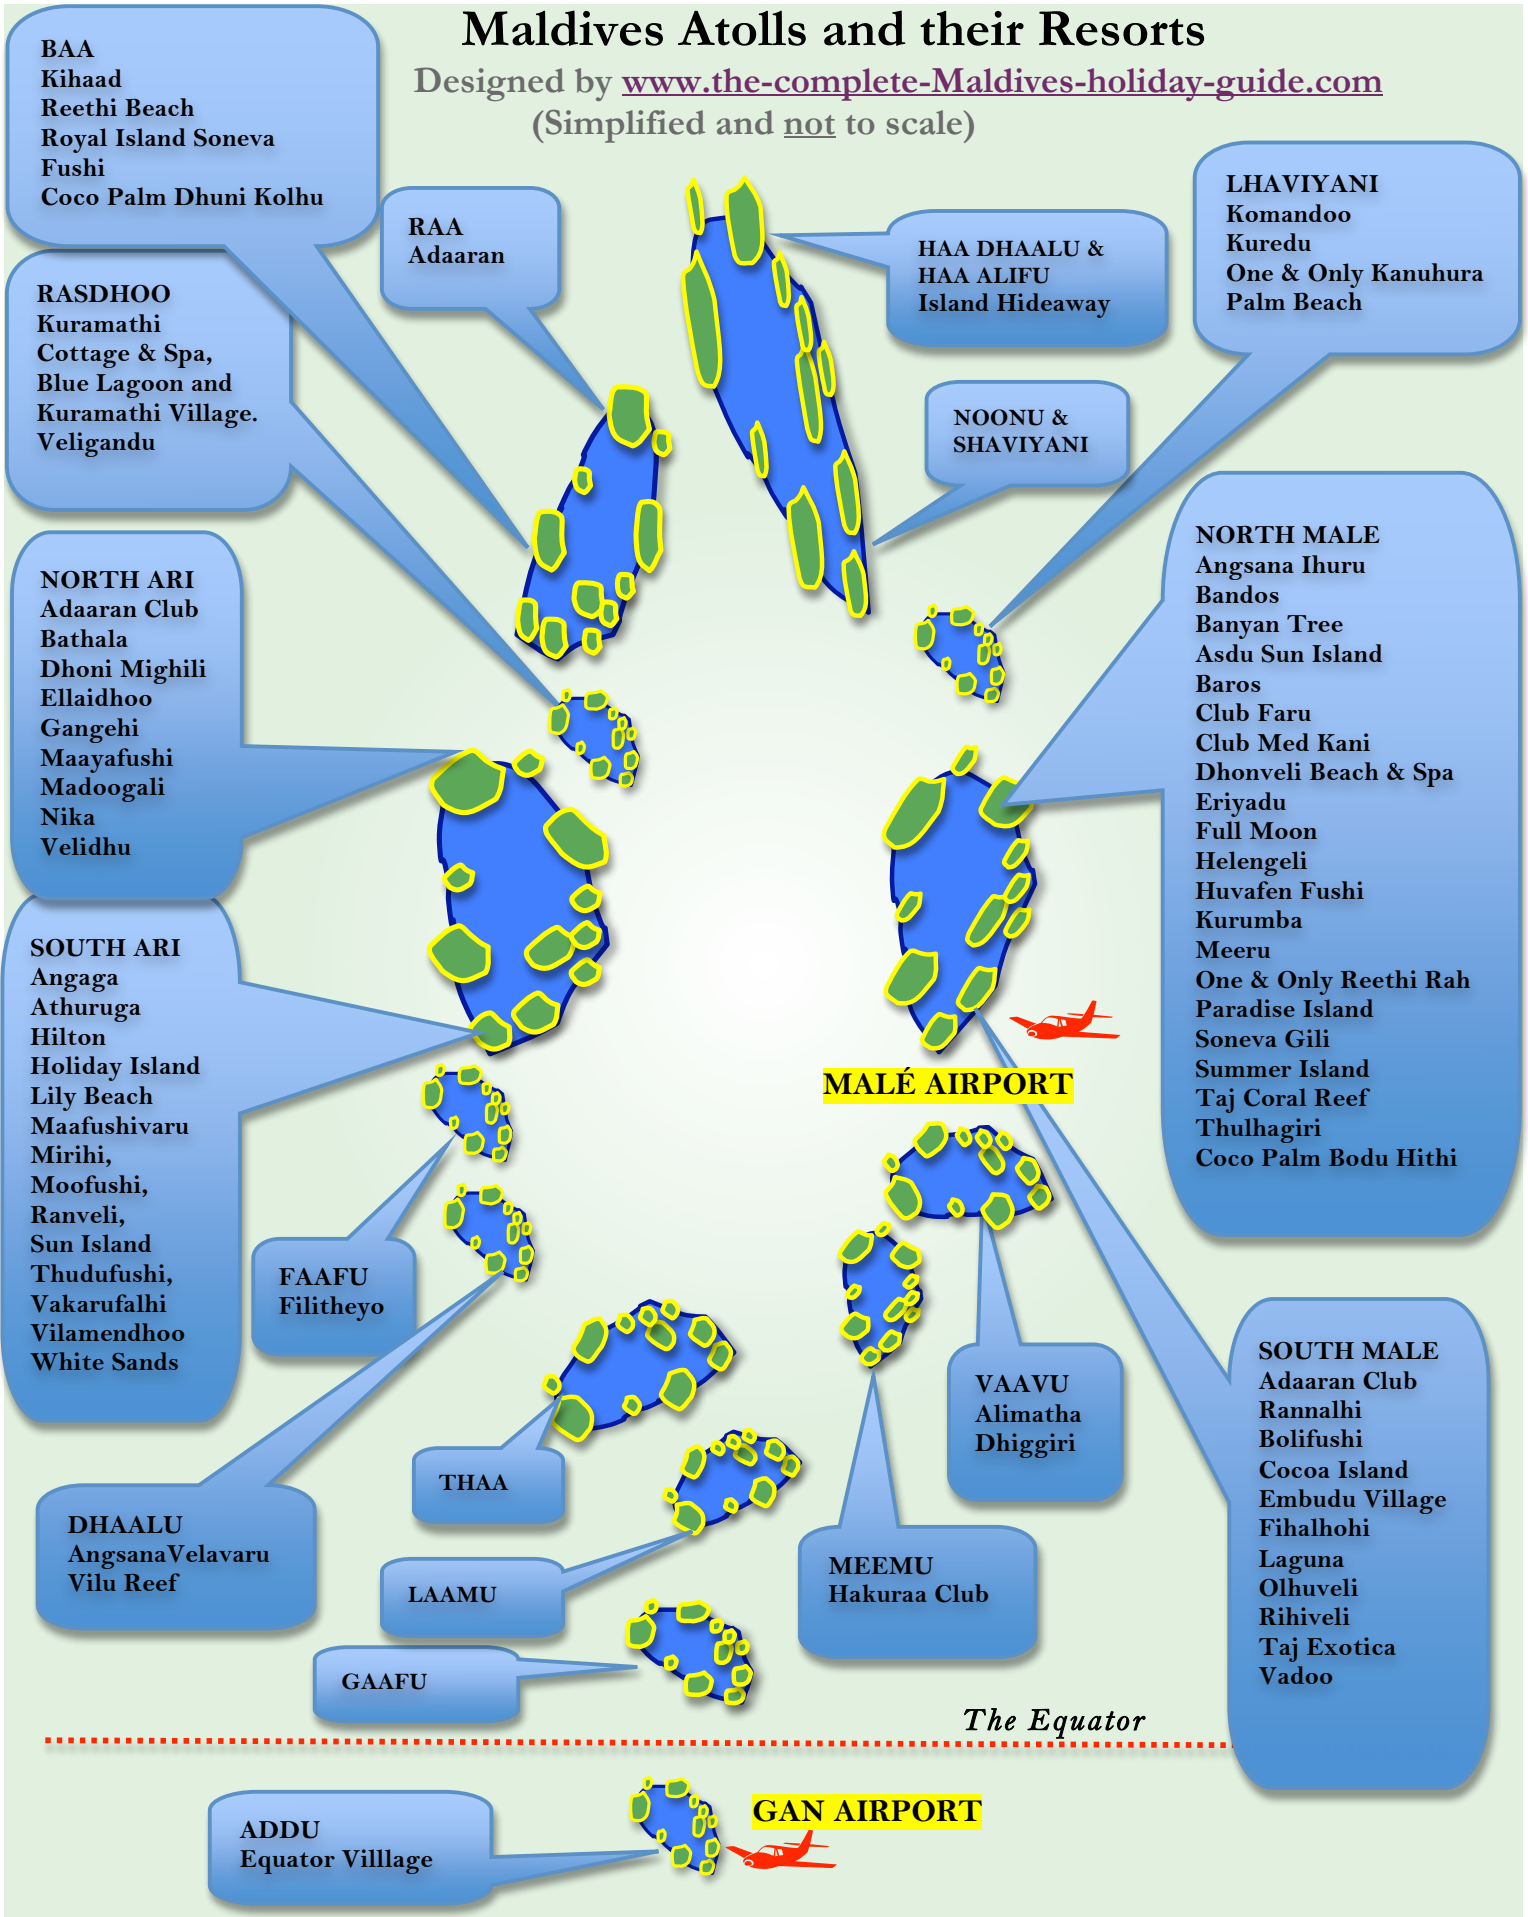 Maldives Atolls and their Resorts
Designed by www.the-complete-Maldives-holiday-guide.com
(Simplified and not to scale)
BAA
Kihaad
Reethi Beach
Royal Island Soneva
Fushi
Coco Palm Dhuni Kolhu
RAA
Adaaran
HAA DHAALU &
HAA ALIFU
Island Hideaway
LHAVIYANI
Komandoo
Kuredu
One & Only Kanuhura
Palm Beach
RASDHOO
Kuramathi
Cottage & Spa,
Blue Lagoon and
Kuramathi Village.
Veligandu
NOONU &
SHAVIYANI
NORTH ARI
Adaaran Club
Bathala
Dhoni Mighili
Ellaidhoo
Gangehi
Maayafushi
Madoogali
Nika
Velidhu
NORTH MALE
Angsana Ihuru
Bandos
Banyan Tree
Asdu Sun Island
Baros
Club Faru
Club Med Kani
Dhonveli Beach & Spa
Eriyadu
Full Moon
Helengeli
Huvafen Fushi
Kurumba
Meeru
One & Only Reethi Rah
Paradise Island
Soneva Gili
Summer Island
Taj Coral Reef
Thulhagiri
Coco Palm Bodu Hithi
SOUTH ARI
Angaga
Athuruga
Hilton
Holiday Island
Lily Beach
Maafushivaru
Mirihi,
Moofushi,
Ranveli,
Sun Island
Thudufushi,
Vakarufalhi
Vilamendhoo
White Sands
MALÉ AIRPORT
FAAFU
Filitheyo
SOUTH MALE
Adaaran Club
Rannalhi
Bolifushi
Cocoa Island
Embudu Village
Fihalhohi
Laguna
Olhuveli
Rihiveli
Taj Exotica
Vadoo
VAAVU
Alimatha
Dhiggiri
THAA
DHAALU
AngsanaVelavaru
Vilu Reef
LAAMU
MEEMU
Hakuraa Club
GAAFU
The Equator
GAN AIRPORT
ADDU
Equator Villlage